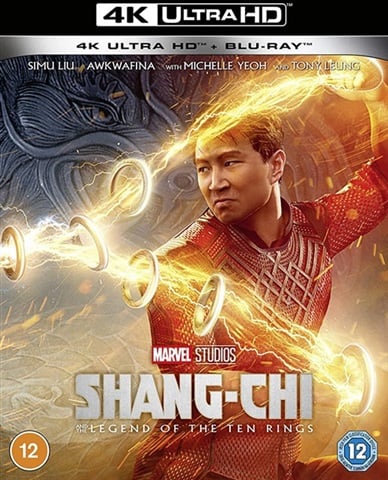 4K ULTRA HD
4K ULTRA HD™ + BLU-RAY™
SIMU LIU AWKWAFINA WITH MICHELLE YEOH AND TONY LEUNG
MARVEL STUDIOS
SHANG-CHI
AND THE LEGEND OF THE TEN RINGS
12 12